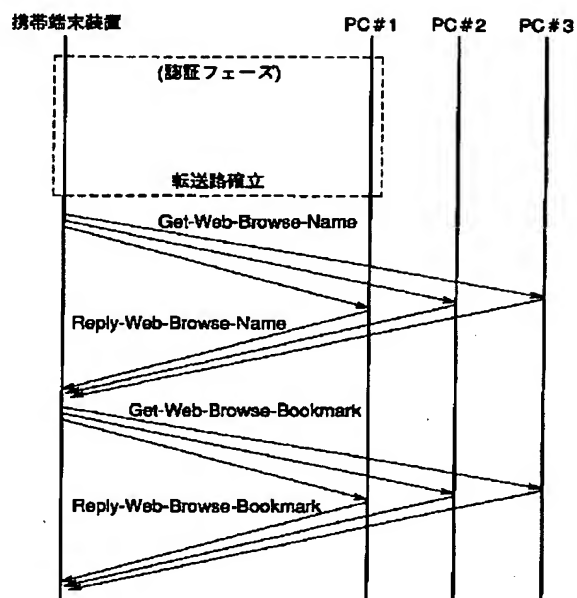 携帯端末装置 PC#1 PC#2 PC#3
(認証フェーズ)
転送路確立
Get-Web-Browse-Name
Reply-Web-Browse-Name
Get-Web-Browse-Bookmark
Reply-Web-Browse-Bookmark